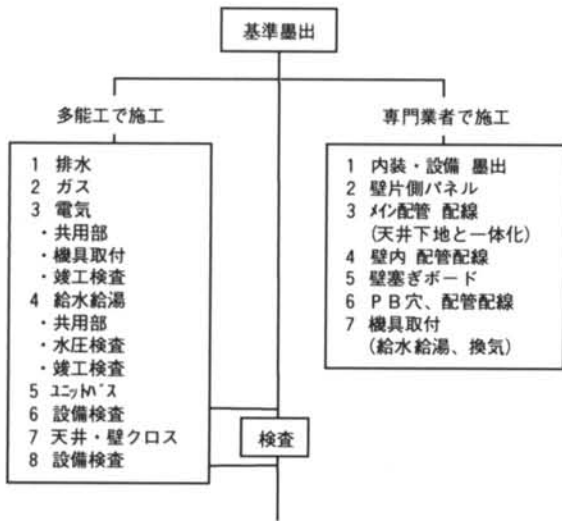 基準墨出
多能工で施工
1 排水
2 ガス
3 電気
・共用部
・機具取付
・竣工検査
4 給水給湯
・共用部
・水圧検査
・竣工検査
5 ﾕﾆｯﾄﾊﾞｽ
6 設備検査
7 天井・壁クロス
8 設備検査
専門業者で施工
1 内装・設備 墨出
2 壁片側パネル
3 ﾒｲﾝ配管 配線
(天井下地と一体化)
4 壁内 配管配線
5 壁塞ぎボード
6 ＰＢ穴、配管配線
7 機具取付
(給水給湯、換気)
検査